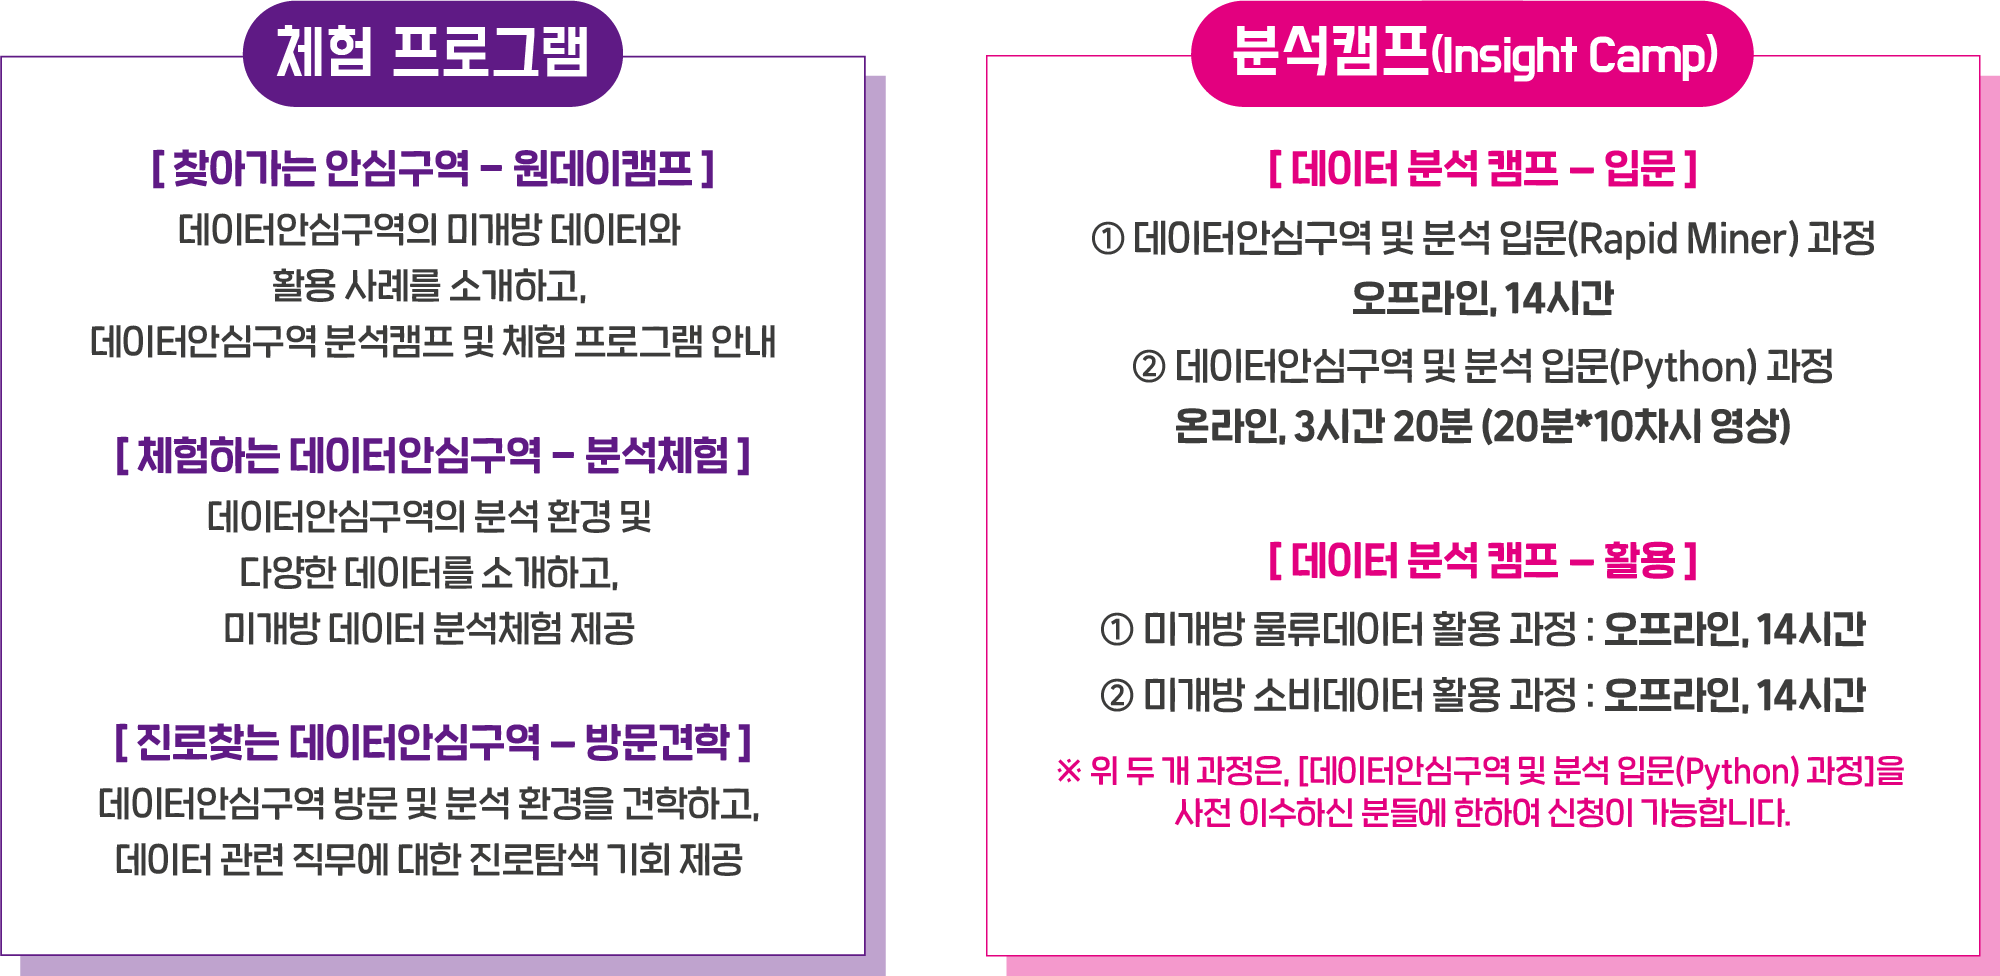 체험 프로그램
[ 찾아가는 안심구역 – 원데이캠프 ]
데이터안심구역의 미개방 데이터와
활용 사례를 소개하고,
데이터안심구역 분석캠프 및 체험 프로그램 안내
[ 체험하는 데이터안심구역 – 분석체험 ]
데이터안심구역의 분석 환경 및
다양한 데이터를 소개하고,
미개방 데이터 분석체험 제공
[ 진로찾는 데이터안심구역 – 방문견학 ]
데이터안심구역 방문 및 분석 환경을 견학하고,
데이터 관련 직무에 대한 진로탐색 기회 제공
분석캠프(Insight Camp)
[ 데이터 분석 캠프 – 입문 ]
① 데이터안심구역 및 분석 입문(Rapid Miner) 과정
오프라인, 14시간
② 데이터안심구역 및 분석 입문(Python) 과정
온라인, 3시간 20분 (20분*10차시 영상)
[ 데이터 분석 캠프 – 활용 ]
① 미개방 물류데이터 활용 과정 : 오프라인, 14시간
② 미개방 소비데이터 활용 과정 : 오프라인, 14시간
※ 위 두 개 과정은, [데이터안심구역 및 분석 입문(Python) 과정]을
사전 이수하신 분들에 한하여 신청이 가능합니다.